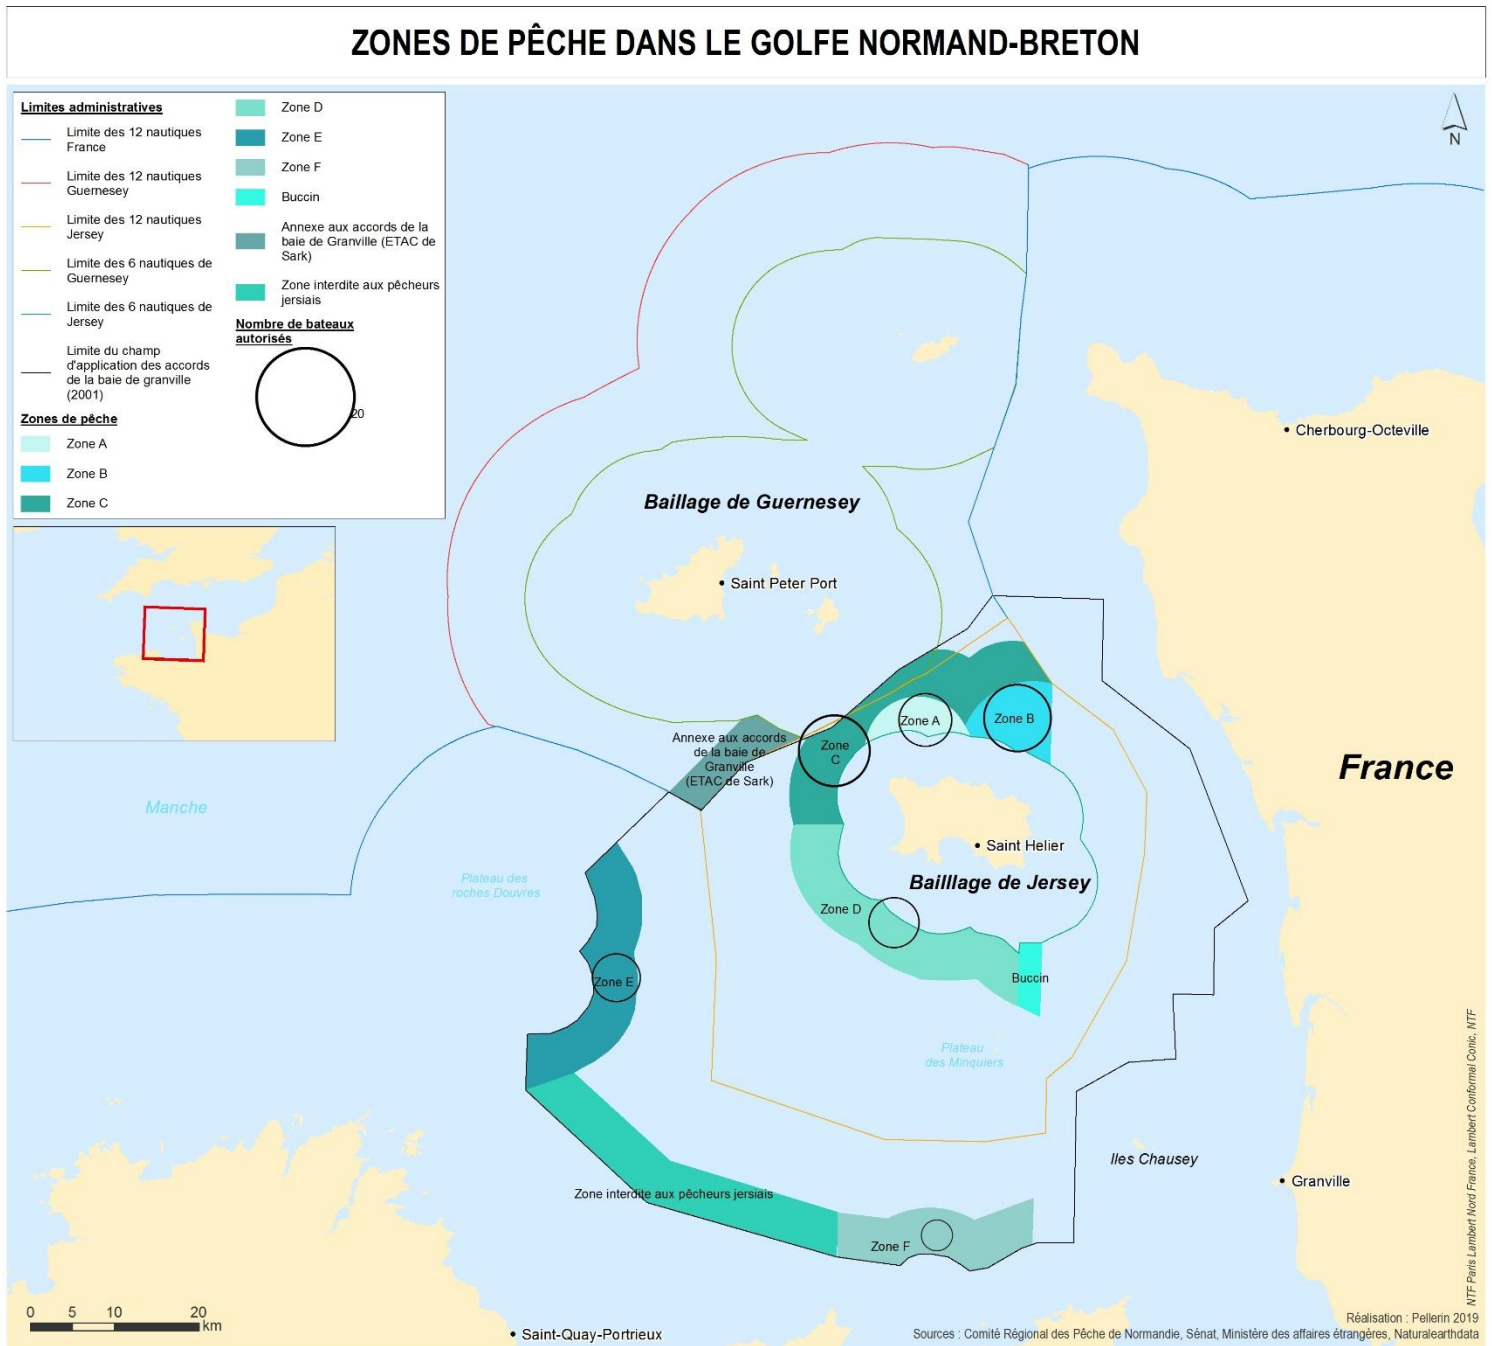 ZONES DE PÊCHE DANS LE GOLFE NORMAND-BRETON
Limites administratives
Limite des 12 nautiques
France
Limite des 12 nautiques
Guernesey
Limite des 12 nautiques
Jersey
Limite des 6 nautiques de
Guernesey
Limite des 6 nautiques de
Jersey
Limite du champ
d'application des accords
de la baie de granville
(2001)
Zones de pêche
Zone A
Zone B
Zone C
Zone D
Zone E
Zone F
Buccin
Annexe aux accords de la
baie de Granville (ETAC de
Sark)
Zone interdite aux pêcheurs
jersiais
Nombre de bateaux
autorisés
20
N
Cherbourg-Octeville
Baillage de Guernesey
Saint Peter Port
Zone A
Zone B
Zone
C
Annexe aux accords
de la baie de
Granville
(ETAC de Sark)
France
Manche
Saint Helier
Plateau des
roches Douvres
Bailllage de Jersey
Zone D
Zone E
Buccin
Plateau
des Minquiers
Iles Chausey
Granville
Zone interdite aux pêcheurs jersiais
Zone F
0 5 10 20
km
Saint-Quay-Portrieux
NTF Paris Lambert Nord France, Lambert Conformal Conic, NTF
Réalisation : Pellerin 2019
Sources : Comité Régional des Pêche de Normandie, Sénat, Ministère des affaires étrangères, Naturalearthdata